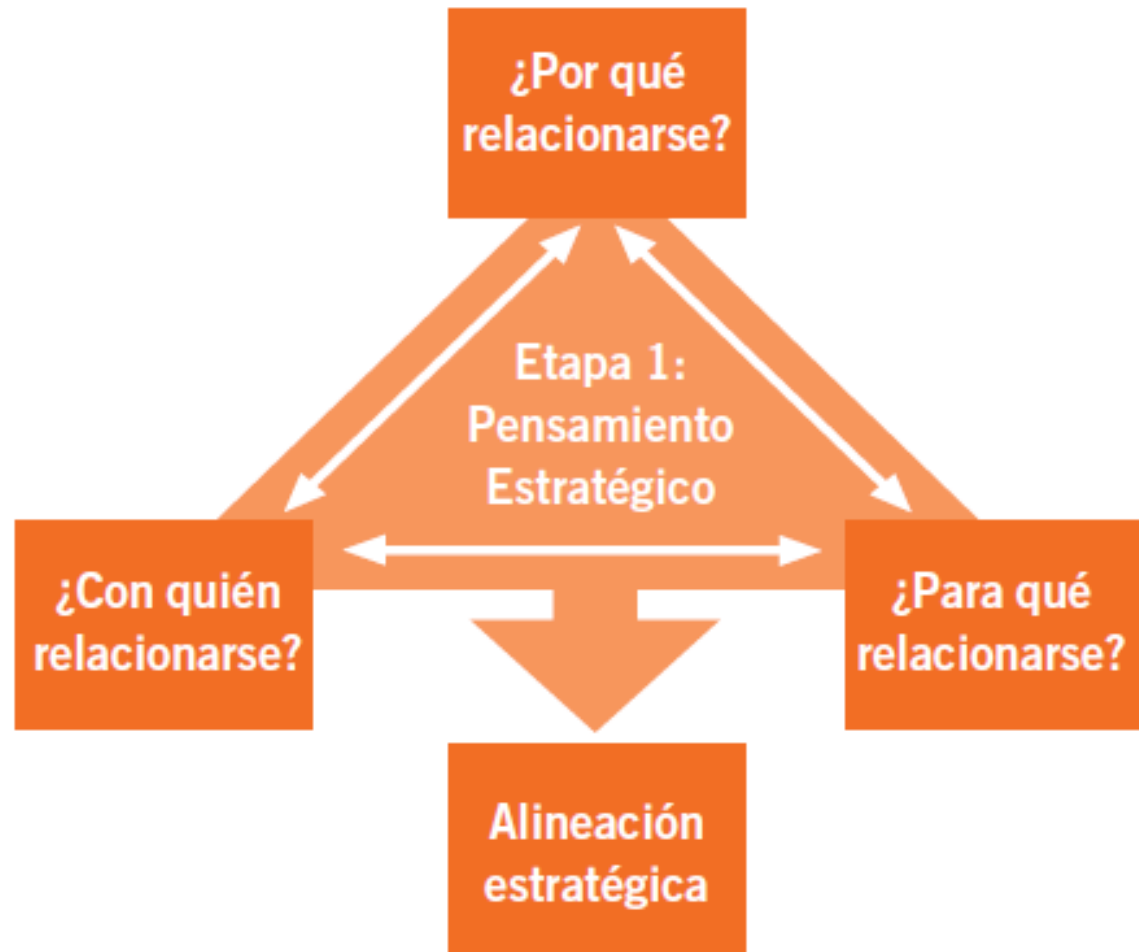 ¿Por qué
relacionarse?
Etapa 1:
Pensamiento
Estratégico
¿Con quién
relacionarse?
¿Para qué
relacionarse?
Alineación
estratégica